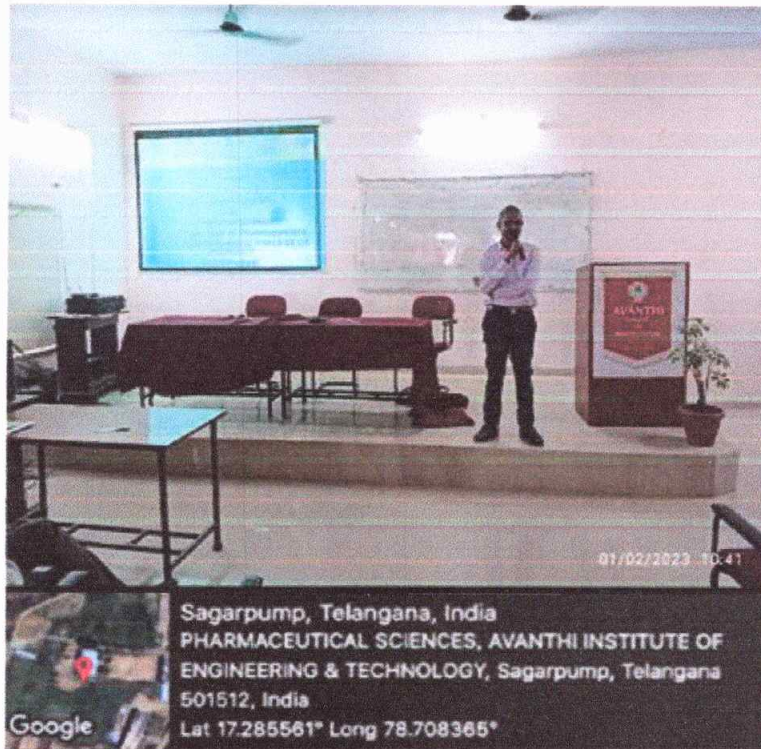 AVANTHI
01/02/2023 10:41
Sagarpump, Telangana, India
PHARMACEUTICAL SCIENCES, AVANTHI INSTITUTE OF
ENGINEERING & TECHNOLOGY, Sagarpump, Telangana
501512, India
Lat 17.285561° Long 78.708365°
Google